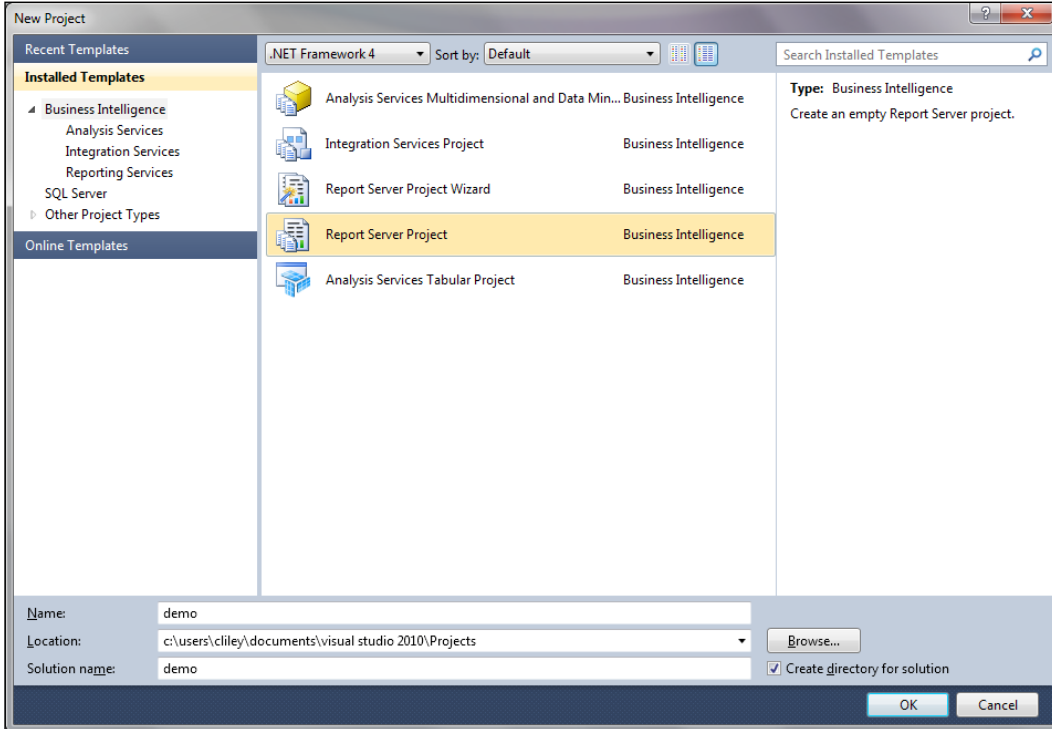 New Project
Recent Templates
Installed Templates
Business Intelligence
Analysis Services
Integration Services
Reporting Services
SQL Server
Other Project Types
Online Templates
.NET Framework 4
Sort by: Default
Analysis Services Multidimensional and Data Min... Business Intelligence
Integration Services Project Business Intelligence
Report Server Project Wizard Business Intelligence
Report Server Project Business Intelligence
Analysis Services Tabular Project Business Intelligence
Search Installed Templates
Type: Business Intelligence
Create an empty Report Server project.
Name: demo
Location: c:\users\cliley\documents\visual studio 2010\Projects
Browse...
Solution name: demo
Create directory for solution
OK Cancel